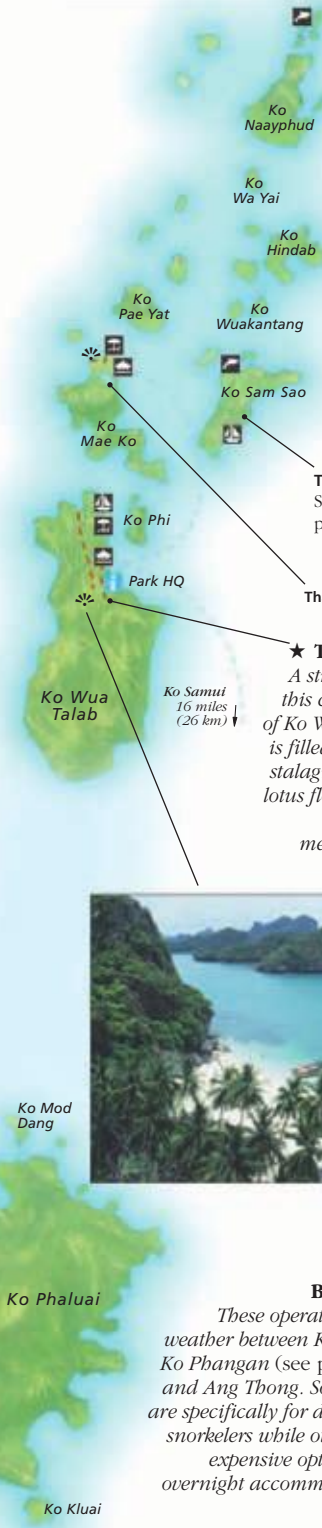 Ko
Naayphud
Ko
Wa Yai
Ko
Hindab
Ko
Pae Yat
Ko
Wuakantang
Ko Sam Sao
Ko
Mae Ko
Ko Phi
Park HQ
Th
★ T
Ko Samui
16 miles
(26 km)
Ko Wua
Talab
A st
this c
of Ko W
is filled
stalag
lotus fl
me
Ko Mod
Dang
Ko Phaluai
B
These operat
weather between K
Ko Phangan (see p
and Ang Thong. So
are specifically for d
snorkelers while o
expensive opt
overnight accomm
Ko Kluai